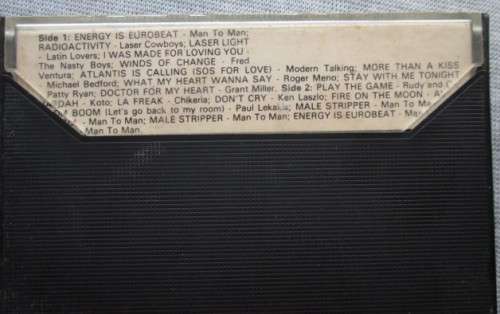 Side 1: ENERGY IS EUROBEAT - Man To Man;
RADIOACTIVITY - Laser Cowboys; LASER LIGHT
- Latin Lovers; I WAS MADE FOR LOVING YOU -
The Nasty Boys; WINDS OF CHANGE - Fred
Ventura; ATLANTIS IS CALLING (SOS FOR LOVE) - Modern Talking; MORE THAN A KISS
- Michael Bedford; WHAT MY HEART WANNA SAY - Roger Meno; STAY WITH ME TONIGHT
- Patty Ryan; DOCTOR FOR MY HEART - Grant Miller. Side 2: PLAY THE GAME - Rudy and
- Koto; LA FREAK - Chikeria; DON'T CRY - Ken Laszlo; FIRE ON THE MOON -
BOOM (Let's go back to my room) - Paul Lekakis; MALE STRIPPER - Man To
- Man To Man; MALE STRIPPER - Man To Man; ENERGY IS EUROBEAT -
- Man To Man.